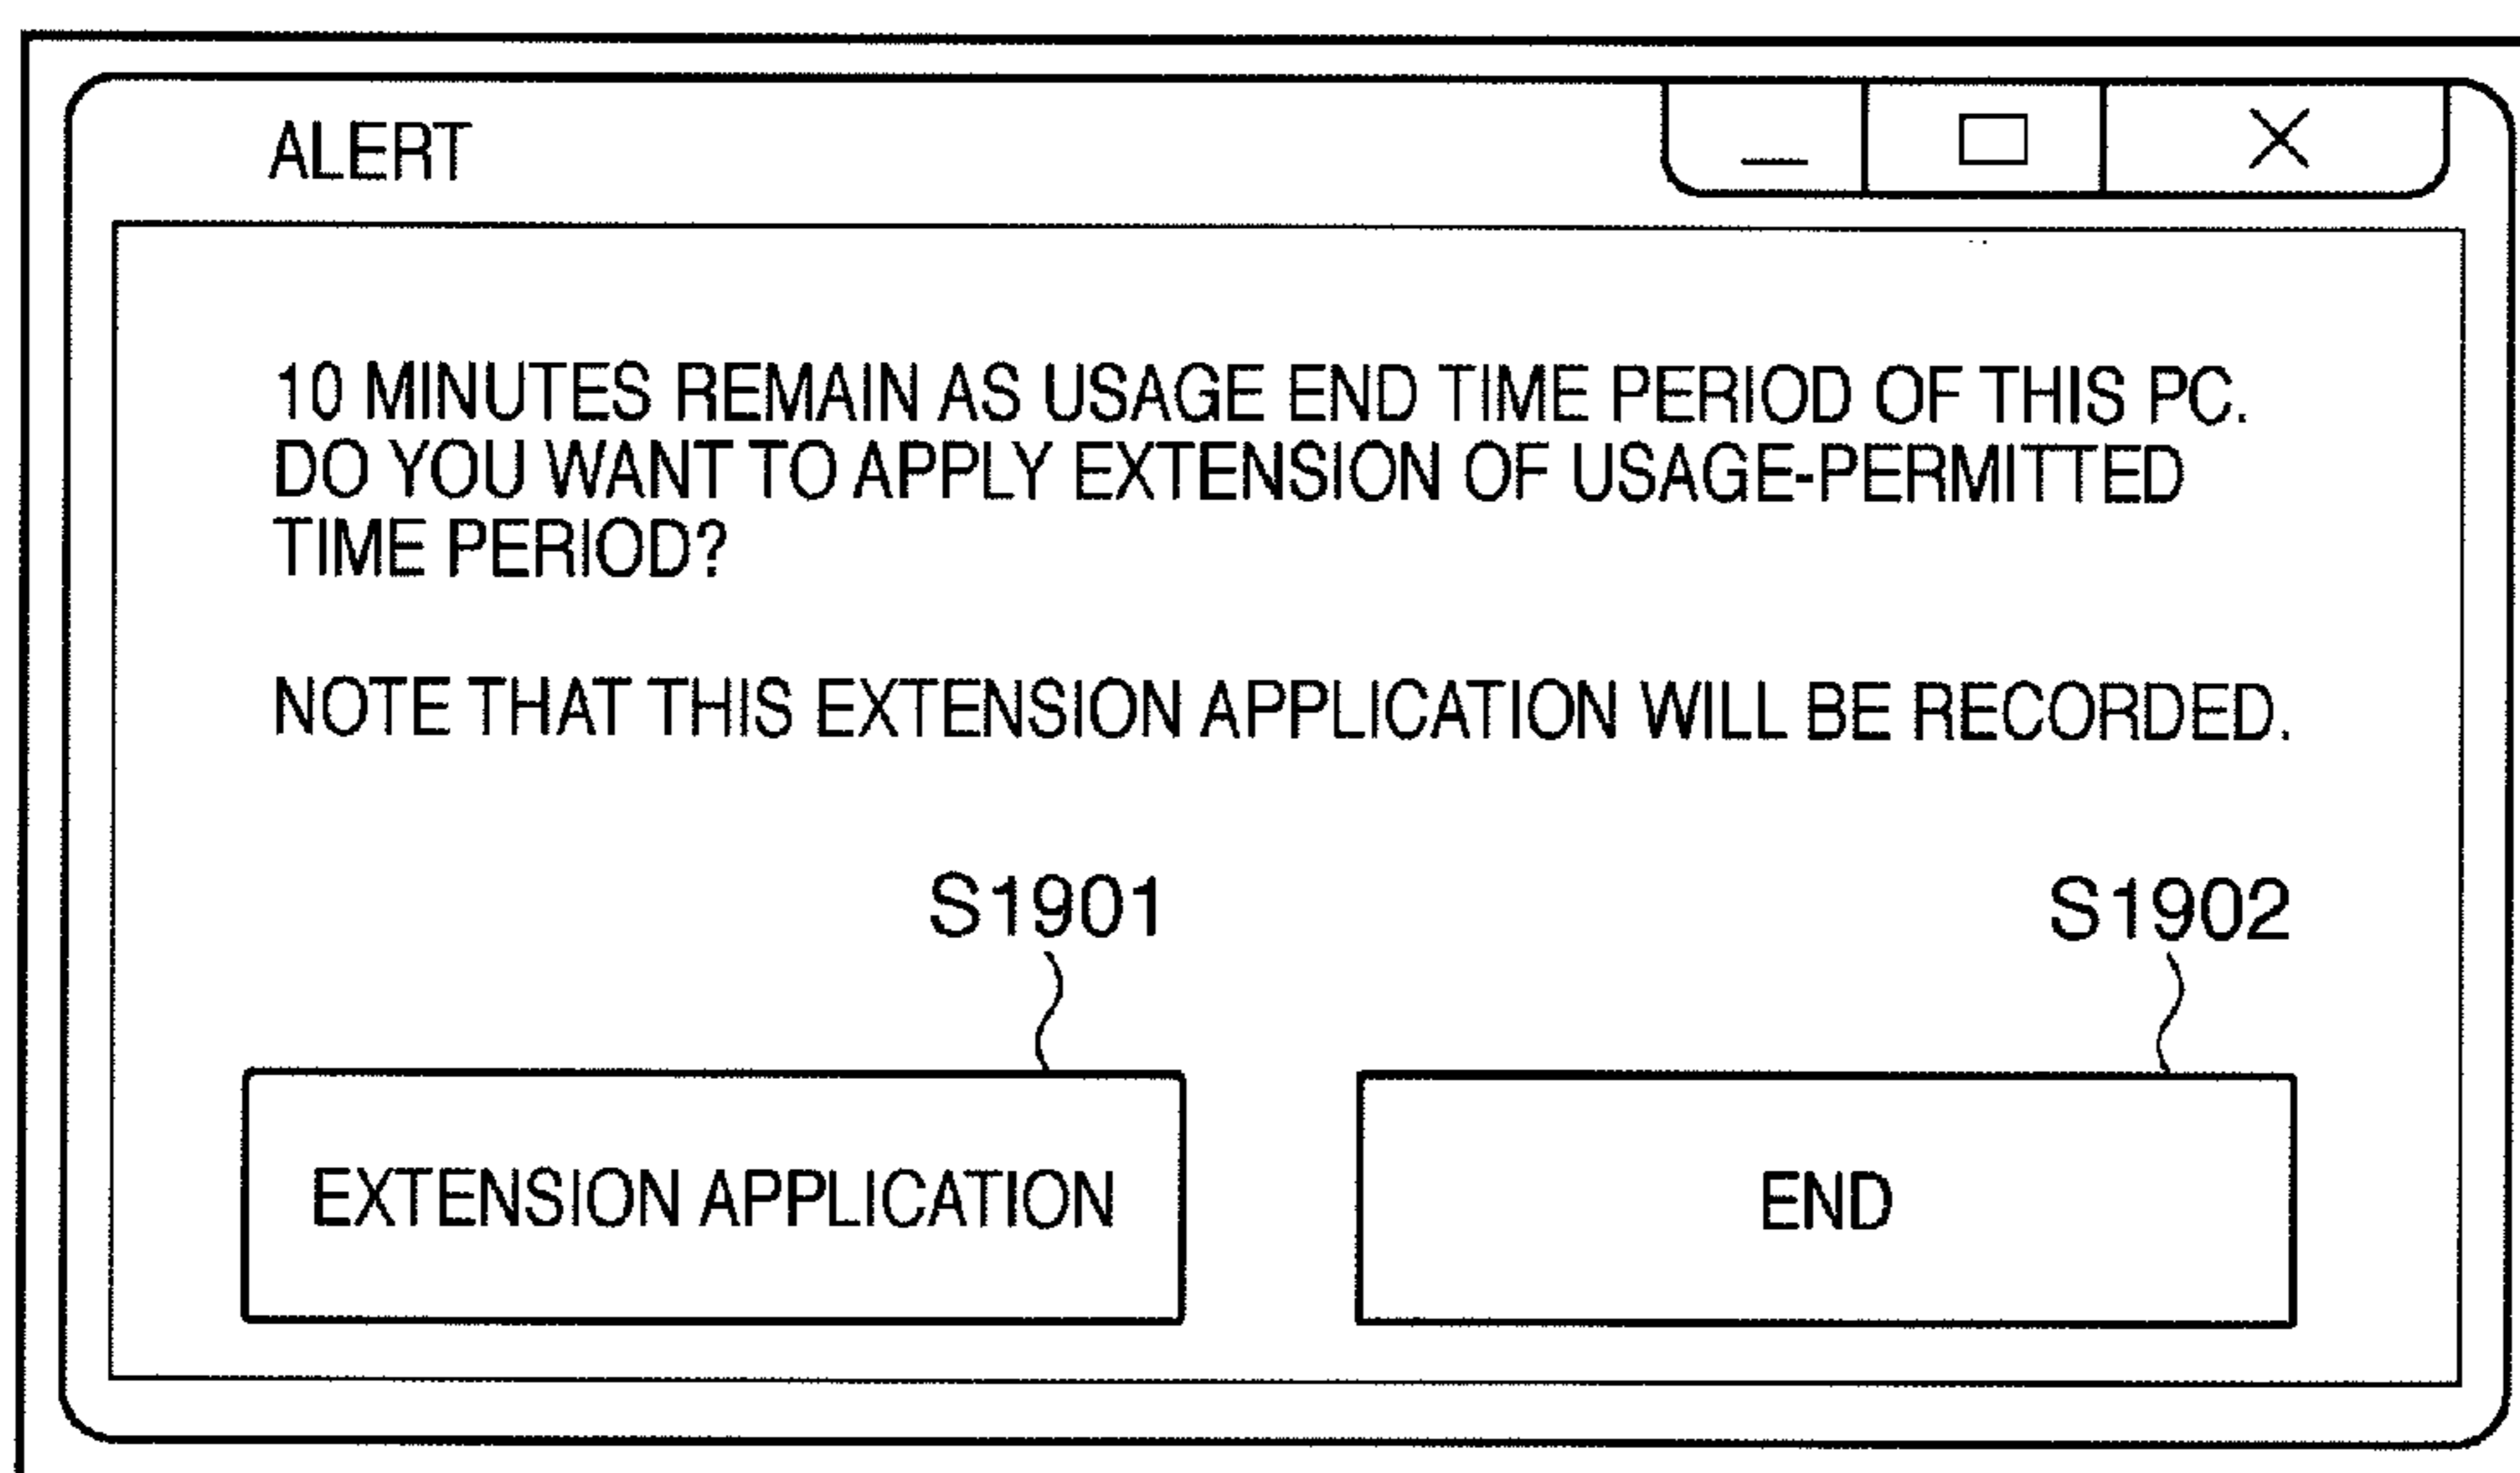 ALERT
10 MINUTES REMAIN AS USAGE END TIME PERIOD OF THIS PC.
DO YOU WANT TO APPLY EXTENSION OF USAGE-PERMITTED
TIME PERIOD?
NOTE THAT THIS EXTENSION APPLICATION WILL BE RECORDED.
S1901
S1902
EXTENSION APPLICATION
END